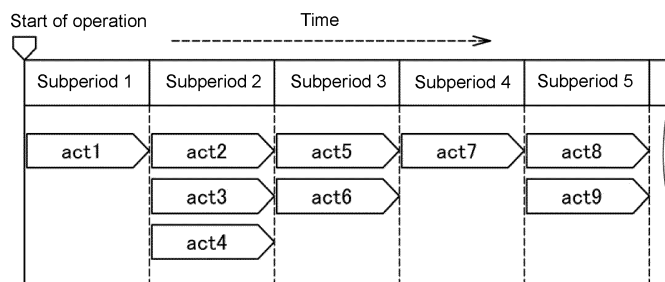 Start of operation
Time
Subperiod 1
Subperiod 2
Subperiod 3
Subperiod 4
Subperiod 5
act1
act2
act5
act7
act8
act3
act6
act9
act4